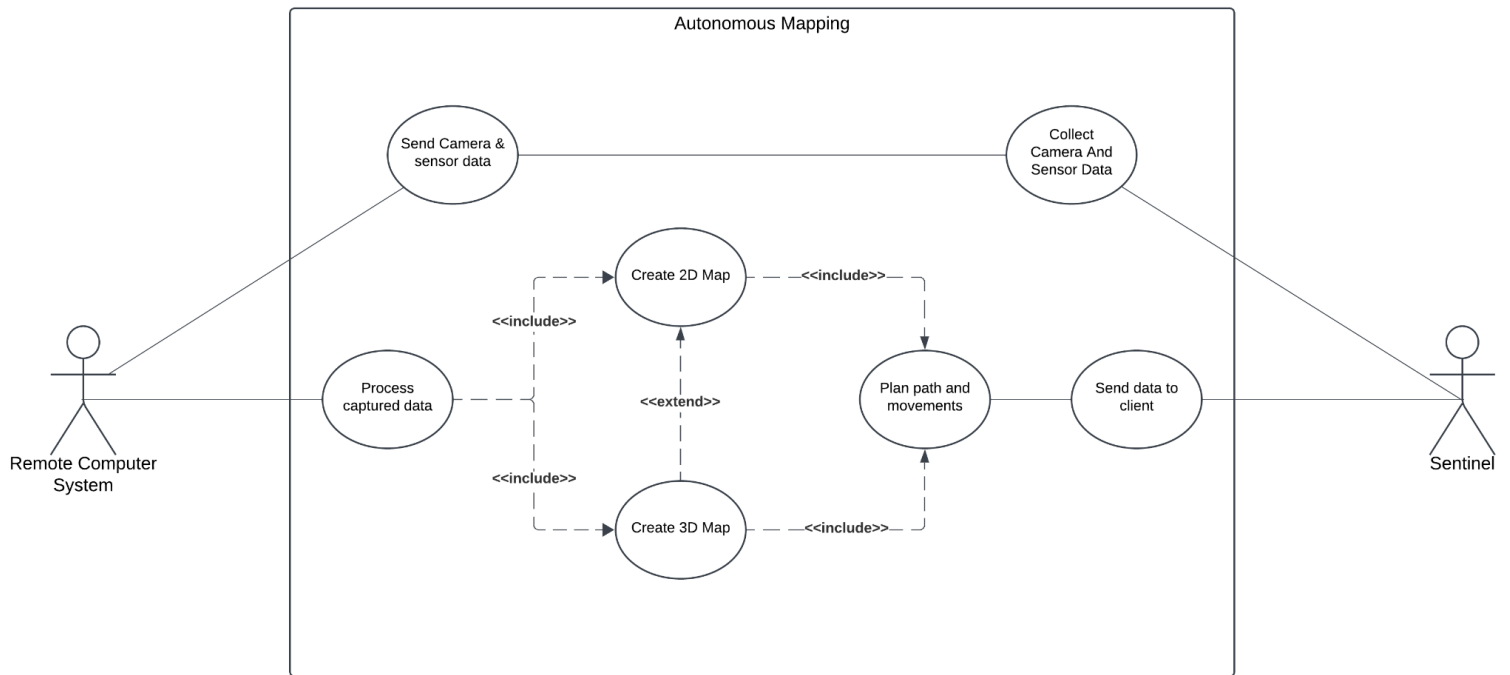 Autonomous Mapping
Send Camera &
sensor data
Collect
Camera And
Sensor Data
Create 2D Map
<<include>>
<<include>>
Process
captured data
<<extend>>
Plan path and
movements
Send data to
client
Remote Computer
System
Sentinel
<<include>>
Create 3D Map
<<include>>